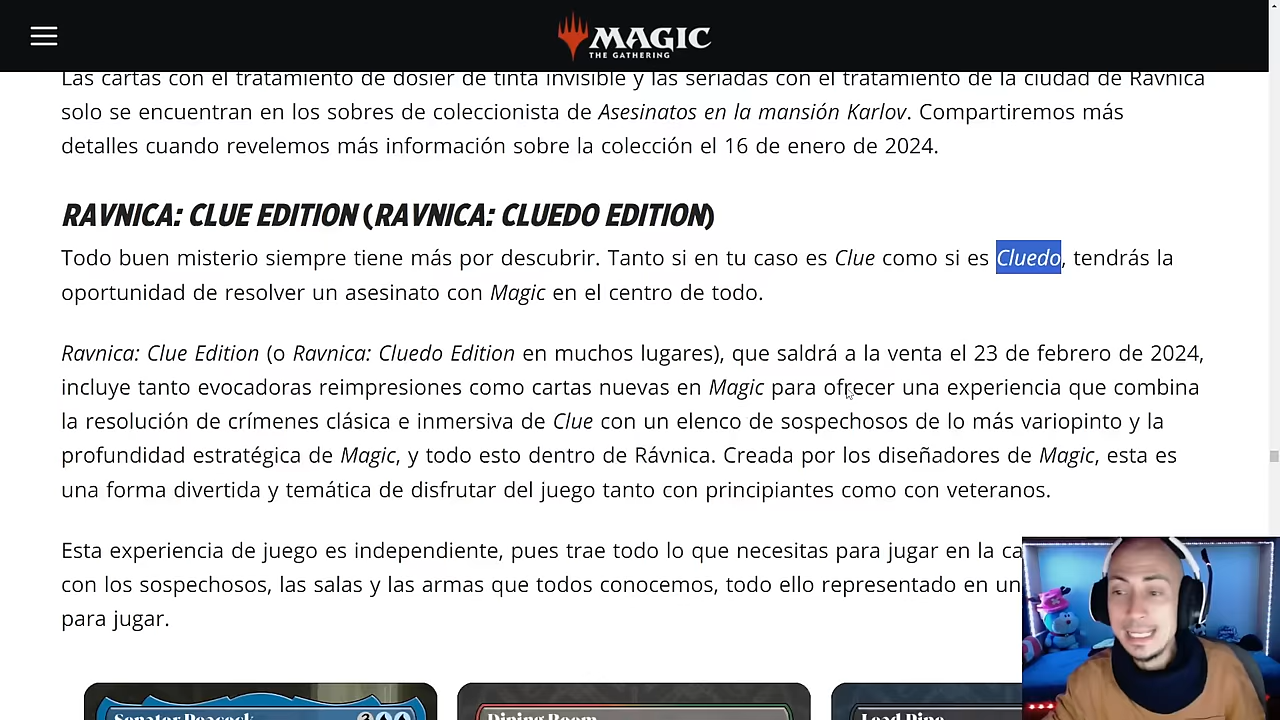 MAGIC
THE GATHERING
Las cartas con el tratamiento de dosier de tinta invisible y las seriadas con el tratamiento de la ciudad de Rávnica
solo se encuentran en los sobres de coleccionista de Asesinatos en la mansión Karlov. Compartiremos más
detalles cuando revelemos más información sobre la colección el 16 de enero de 2024.
RAVNICA: CLUE EDITION (RAVNICA: CLUEDO EDITION)
Todo buen misterio siempre tiene más por descubrir. Tanto si en tu caso es Clue como si es Cluedo, tendrás la
oportunidad de resolver un asesinato con Magic en el centro de todo.
Ravnica: Clue Edition (o Ravnica: Cluedo Edition en muchos lugares), que saldrá a la venta el 23 de febrero de 2024,
incluye tanto evocadoras reimpresiones como cartas nuevas en Magic para ofrecer una experiencia que combina
la resolución de crímenes clásica e inmersiva de Clue con un elenco de sospechosos de lo más variopinto y la
profundidad estratégica de Magic, y todo esto dentro de Rávnica. Creada por los diseñadores de Magic, esta es
una forma divertida y temática de disfrutar del juego tanto con principiantes como con veteranos.
Esta experiencia de juego es independiente, pues trae todo lo que necesitas para jugar en la
con los sospechosos, las salas y las armas que todos conocemos, todo ello representado en un
para jugar.
Senator Peacock 2
Dining Room
Lead Pipe